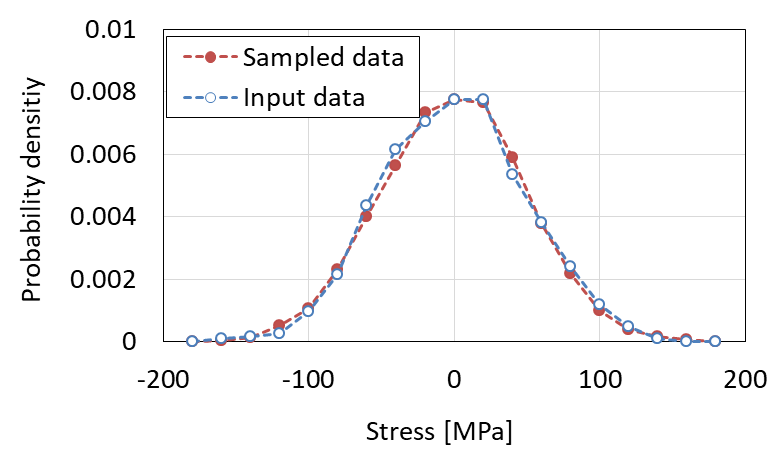 0.01
0.008
0.006
0.004
0.002
0
Probability densitiy
Sampled data
Input data
-200
-100
0
100
200
Stress [MPa]